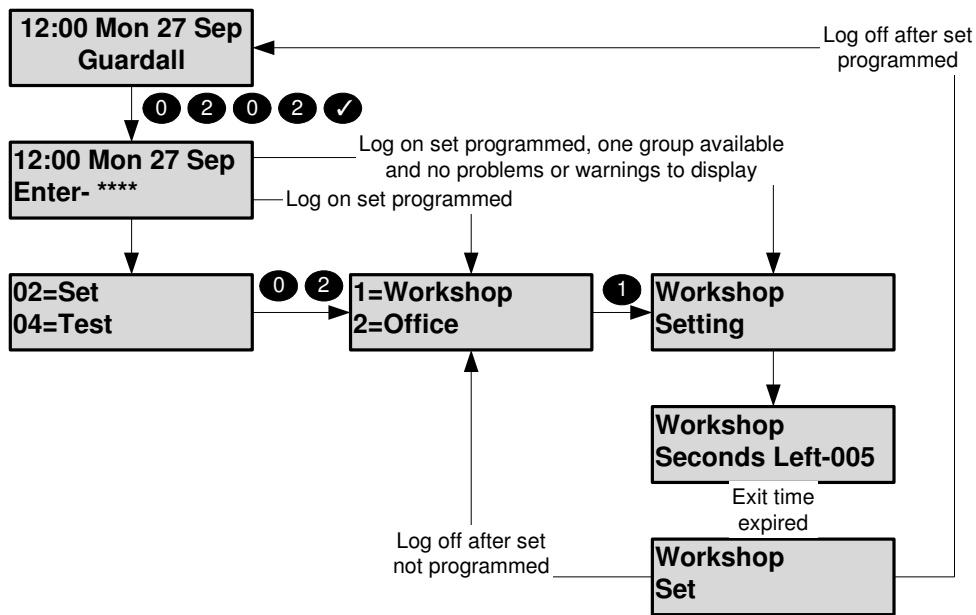 12:00 Mon 27 Sep
Guardall
Log off after set
programmed
0 2 0 2 ✓
12:00 Mon 27 Sep
Enter- ****
Log on set programmed, one group available
and no problems or warnings to display
Log on set programmed
02=Set
04=Test
0 2
1=Workshop
2=Office
1
Workshop
Setting
Workshop
Seconds Left-005
Exit time
expired
Log off after set
not programmed
Workshop
Set